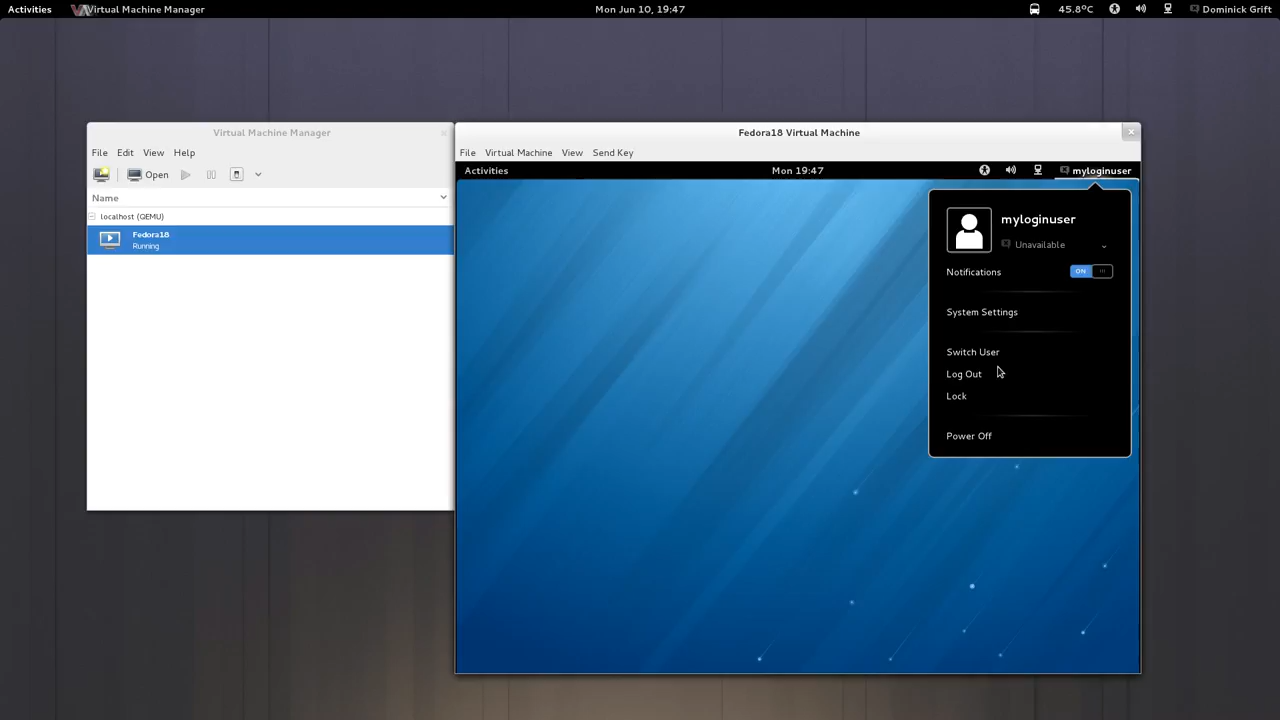 Activities Virtual Machine Manager Mon Jun 10, 19:47 45.8°C Dominick Grift
Virtual Machine Manager
File Edit View Help
Open
Name
localhost (QEMU)
Fedora18
Running
Fedora18 Virtual Machine
File Virtual Machine View Send Key
Activities Mon 19:47 myloginuser
myloginuser
Unavailable
Notifications ON
System Settings
Switch User
Log Out
Lock
Power Off